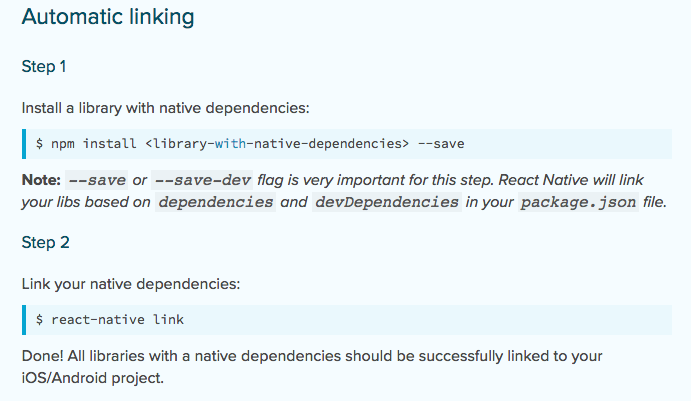 Automatic linking
Step 1
Install a library with native dependencies:
$ npm install <library-with-native-dependencies> --save
Note: --save or --save-dev flag is very important for this step. React Native will link
your libs based on dependencies and devDependencies in your package.json file.
Step 2
Link your native dependencies:
$ react-native link
Done! All libraries with a native dependencies should be successfully linked to your
iOS/Android project.